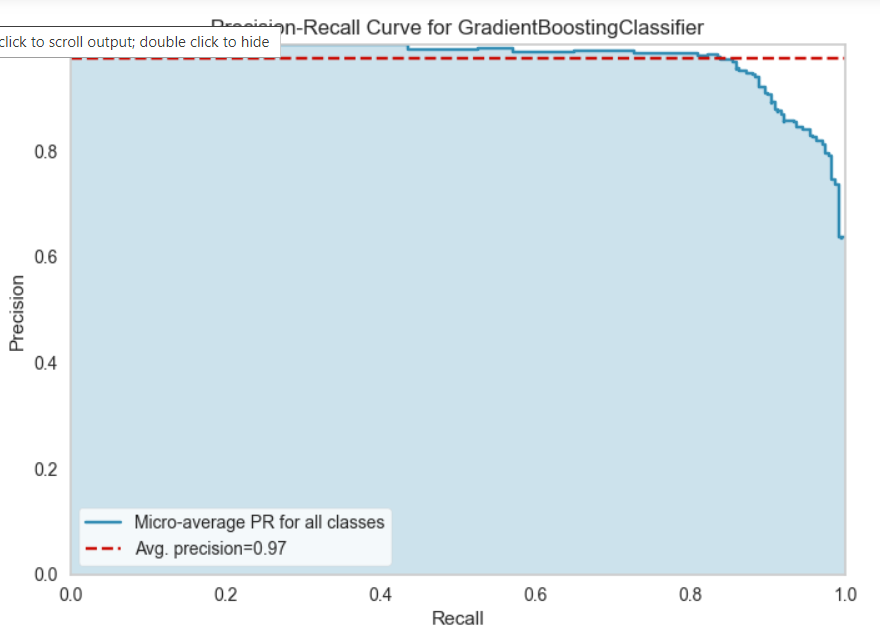 Precision-Recall Curve for GradientBoostingClassifier
click to scroll output; double click to hide
0.8
0.6
Precision
0.4
0.2
Micro-average PR for all classes
Avg. precision=0.97
0.0
0.0 0.2 0.4 0.6 0.8 1.0
Recall